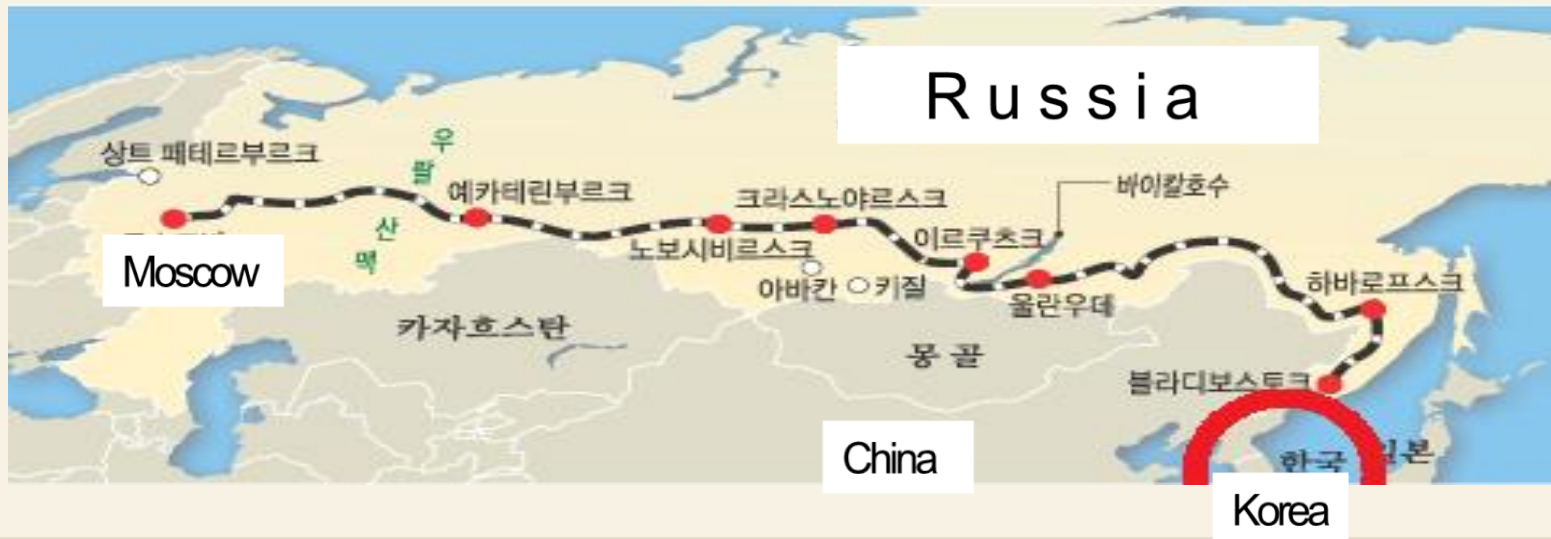 Russia
상트 페테르부르크
우랄산맥
예카테린부르크
크라스노야르스크
바이칼호수
노보시비르스크
이르쿠츠크
Moscow
아바칸
키질
울란우데
하바로프스크
카자흐스탄
몽골
블라디보스토크
China
한국
일본
Korea